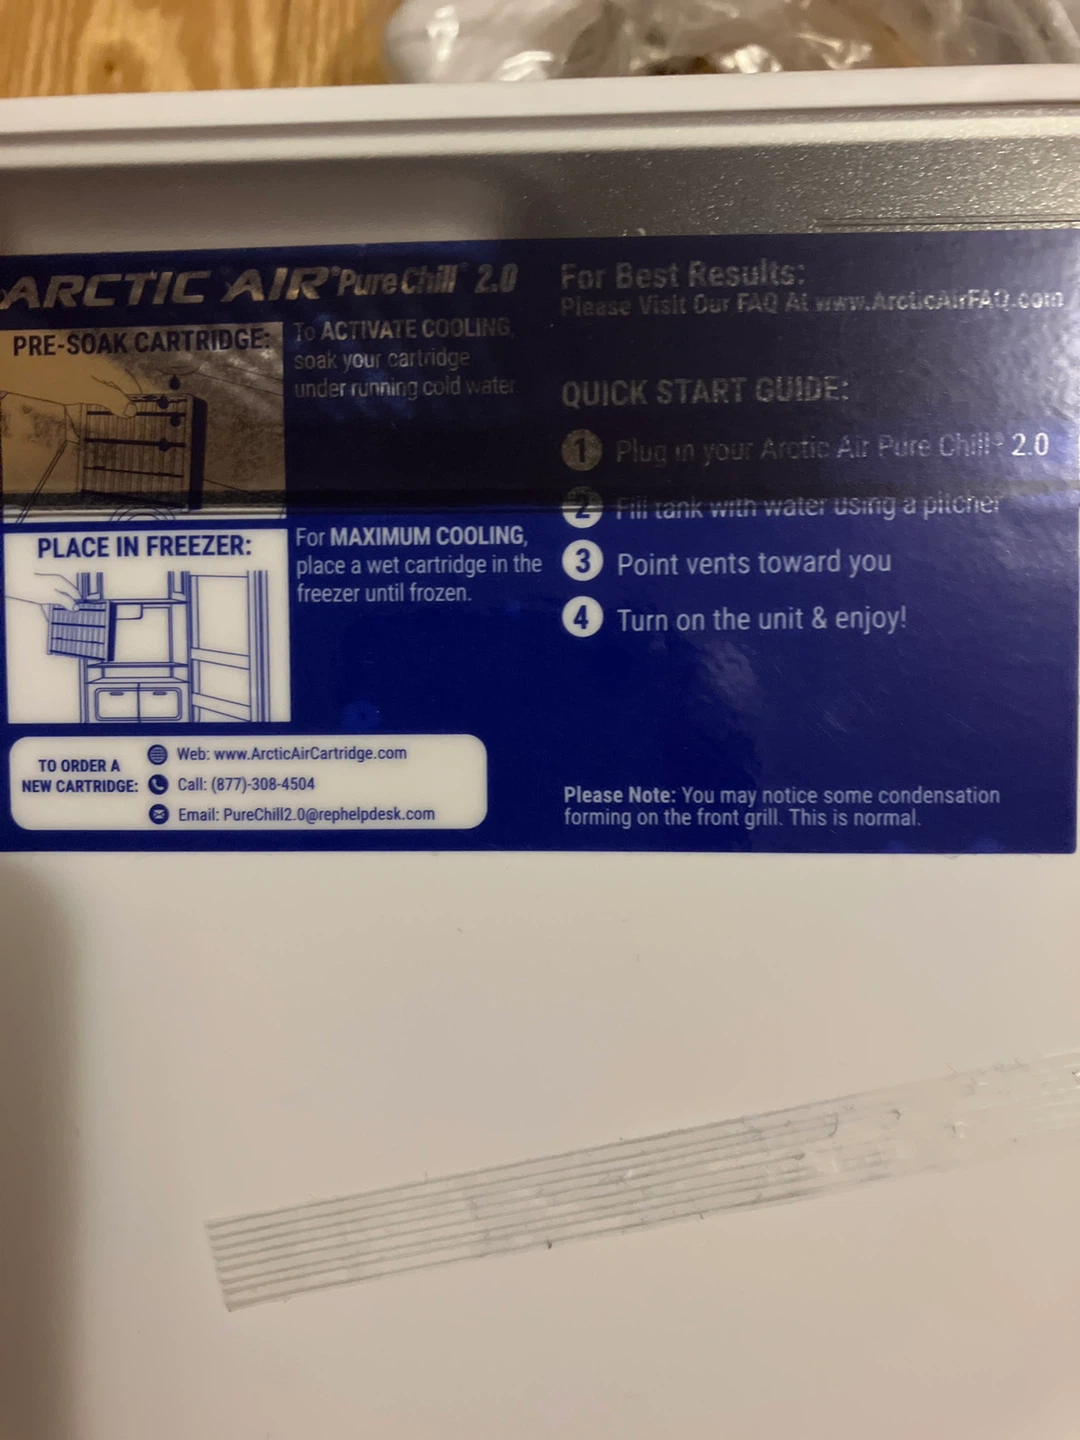 ARCTIC AIR® Pure Chill® 2.0
PRE-SOAK CARTRIDGE:
To ACTIVATE COOLING,
soak your cartridge
under running cold water.
PLACE IN FREEZER:
For MAXIMUM COOLING,
place a wet cartridge in the
freezer until frozen.
TO ORDER A
NEW CARTRIDGE:
Web: www.ArcticAirCartridge.com
Call: (877)-308-4504
Email: PureChill2.0@rephelpdesk.com
For Best Results:
Please Visit Our FAQ At www.ArcticAirFAQ.com
QUICK START GUIDE:
1 Plug in your Arctic Air Pure Chill® 2.0
2 Fill tank with water using a pitcher
3 Point vents toward you
4 Turn on the unit & enjoy!
Please Note: You may notice some condensation
forming on the front grill. This is normal.